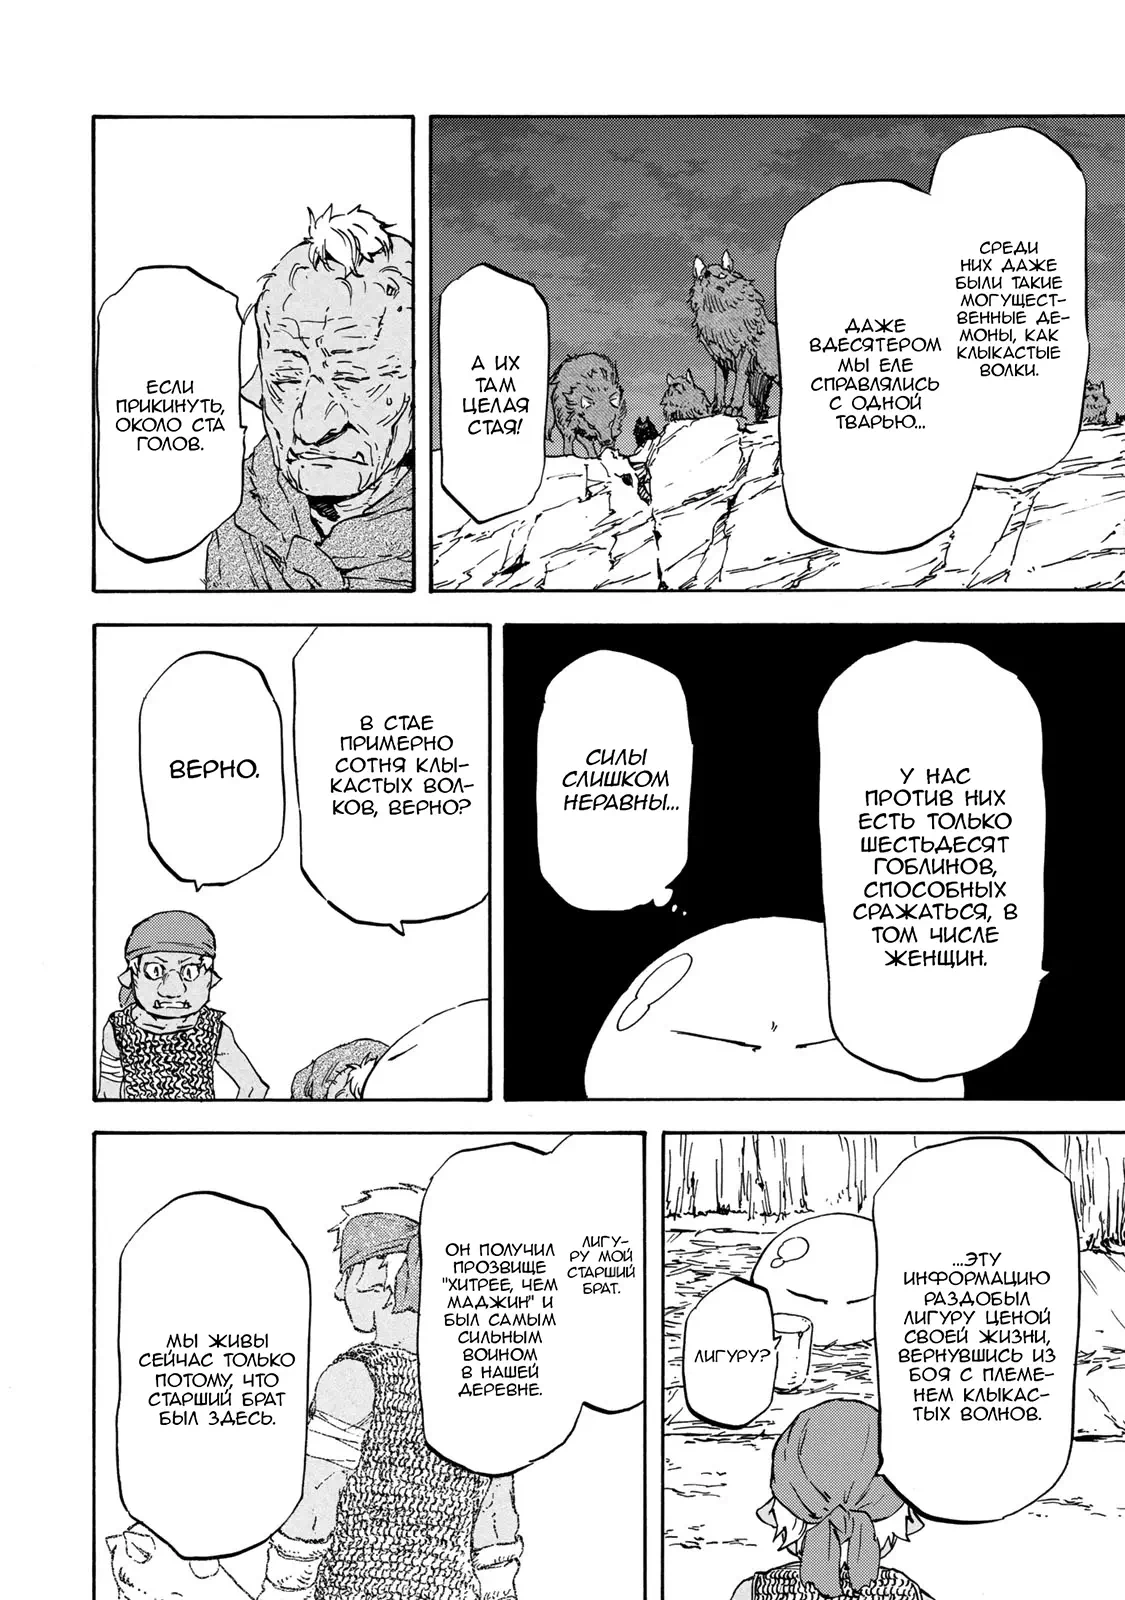 СРЕДИ
НИХ ДАЖЕ
БЫЛИ ТАКИЕ
МОГУЩЕСТ-
ВЕННЫЕ ДЕ-
МОНЫ, КАК
КЛЫКАСТЫЕ
ВОЛКИ.
ДАЖЕ
ВДЕСЯТЕРОМ
МЫ ЕЛЕ
СПРАВЛЯЛИСЬ
С ОДНОЙ
ТВАРЬЮ...
А ИХ
ТАМ
ЦЕЛАЯ
СТАЯ!
ЕСЛИ
ПРИКИНУТЬ,
ОКОЛО СТА
ГОЛОВ.
У НАС
ПРОТИВ НИХ
ЕСТЬ ТОЛЬКО
ШЕСТЬДЕСЯТ
ГОБЛИНОВ,
СПОСОБНЫХ
СРАЖАТЬСЯ, В
ТОМ ЧИСЛЕ
ЖЕНЩИН.
СИЛЫ
СЛИШКОМ
НЕРАВНЫ...
В СТАЕ
ПРИМЕРНО
СОТНЯ КЛЫ-
КАСТЫХ ВОЛ-
КОВ, ВЕРНО?
ВЕРНО.
...ЭТУ
ИНФОРМАЦИЮ
РАЗДОБЫЛ
ЛИГУРУ ЦЕНОЙ
СВОЕЙ ЖИЗНИ,
ВЕРНУВШИСЬ ИЗ
БОЯ С ПЛЕМЕ-
НЕМ КЛЫКАС-
ТЫХ ВОЛНОВ.
ЛИГУРУ?
ЛИГУ-
РУ МОЙ
СТАРШИЙ
БРАТ.
ОН ПОЛУЧИЛ
ПРОЗВИЩЕ
"ХИТРЕЕ, ЧЕМ
МАДЖИН" И
БЫЛ САМЫМ
СИЛЬНЫМ
ВОИНОМ
В НАШЕЙ
ДЕРЕВНЕ.
МЫ ЖИВЫ
СЕЙЧАС ТОЛЬКО
ПОТОМУ, ЧТО
СТАРШИЙ БРАТ
БЫЛ ЗДЕСЬ.